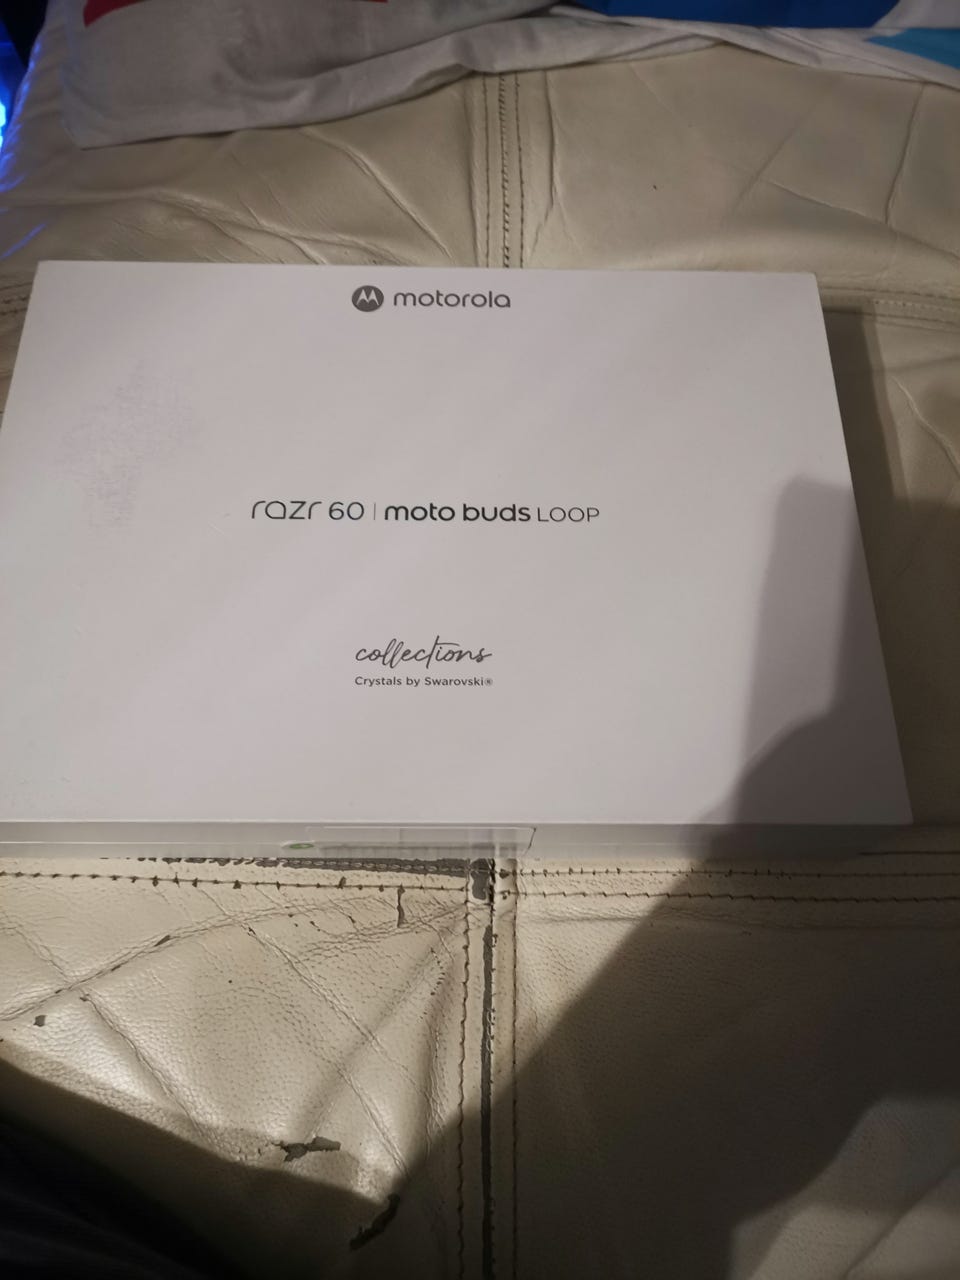 motorola
razr 60 | moto buds LOOP
collections
Crystals by Swarovski®